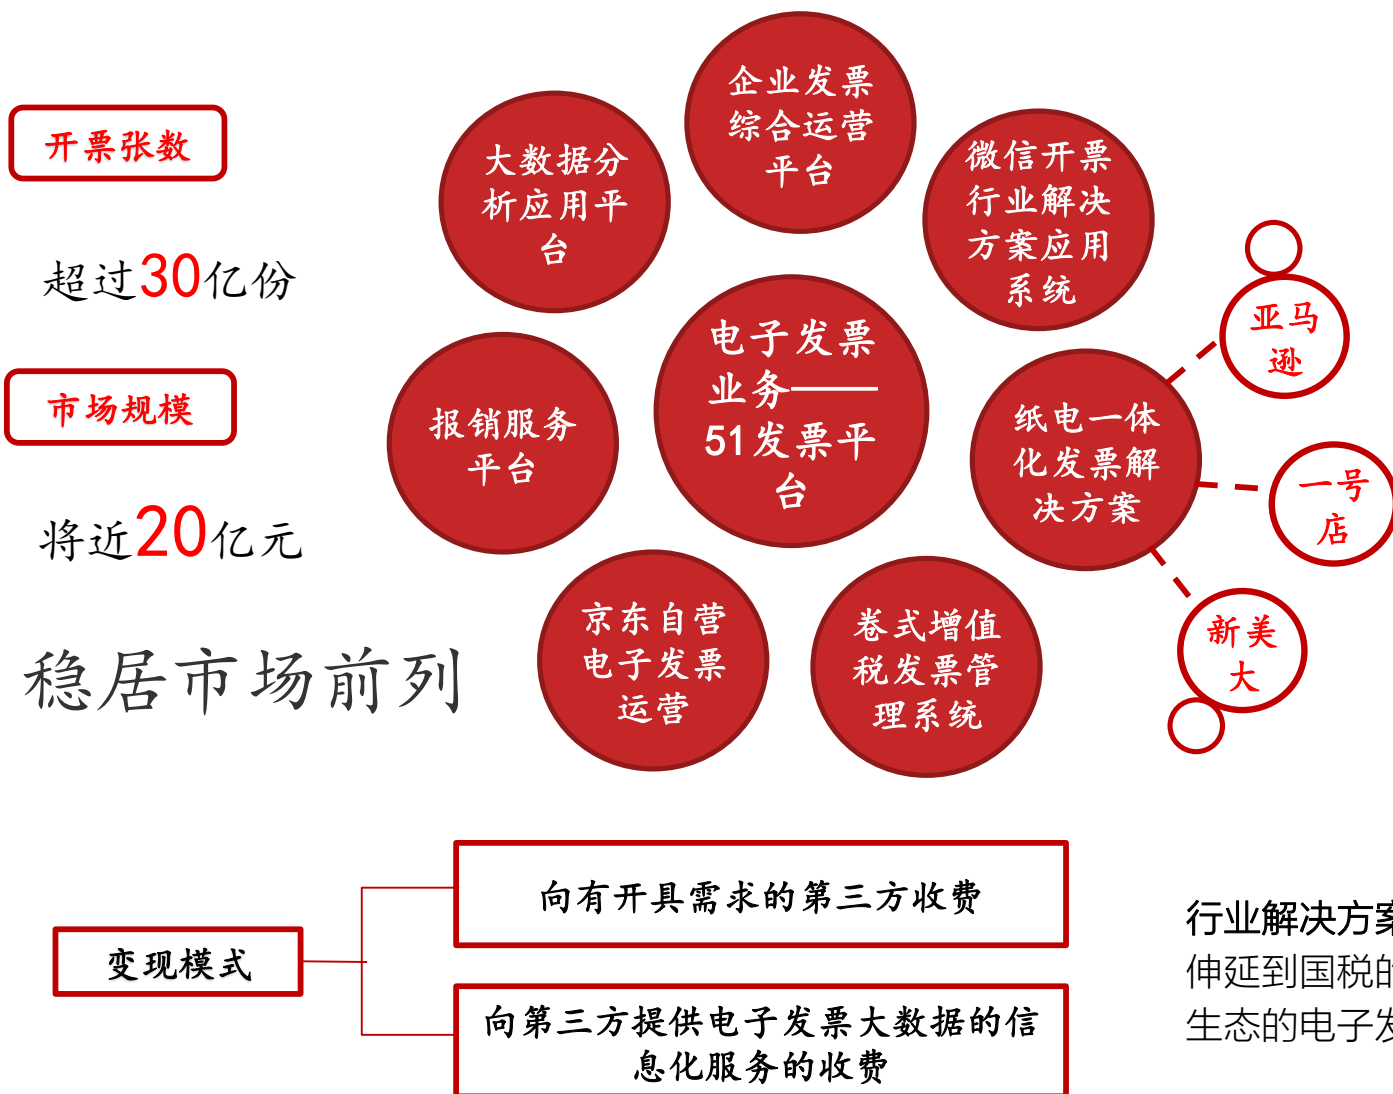 开票张数
超过30亿份
市场规模
将近20亿元
稳居市场前列
企业发票
综合运营
平台
大数据分
析应用平
台
微信开票
行业解决
方案应用
系统
电子发票
业务——
51发票平
台
报销服务
平台
纸电一体
化发票解
决方案
亚马
逊
一号
店
新美
大
京东自营
电子发票
运营
卷式增值
税发票管
理系统
变现模式
向有开具需求的第三方收费
向第三方提供电子发票大数据的信
息化服务的收费
行业解决方案
伸延到国税的
生态的电子发